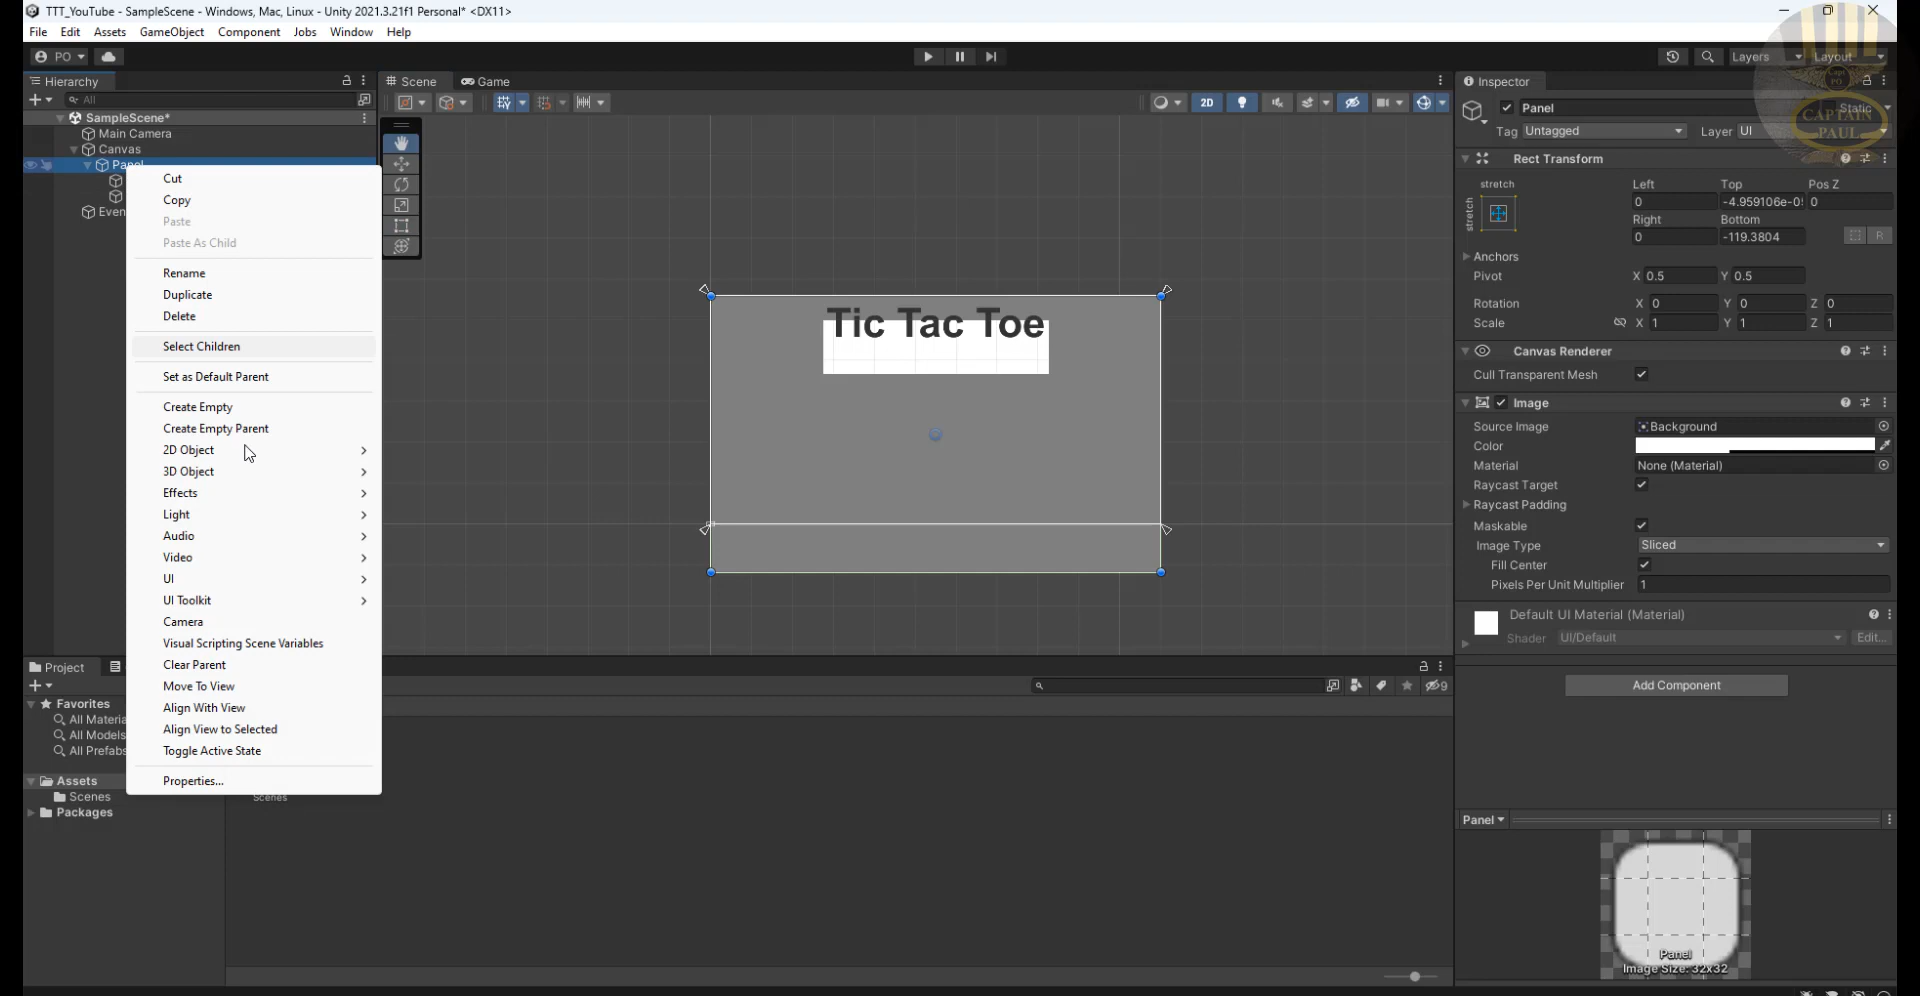 TTT_YouTube - SampleScene - Windows, Mac, Linux - Unity 2021.3.21f1 Personal* <DX11>
File Edit Assets GameObject Component Jobs Window Help
PO Layers Layout
Hierarchy Scene Game Inspector
All 2D Panel Static
Tag Untagged Layer UI
CAPTAIN PAUL
SampleScene*
Main Camera
Canvas
Panel
Even
Cut
Copy
Paste
Paste As Child
Rename
Duplicate
Delete
Select Children
Set as Default Parent
Create Empty
Create Empty Parent
2D Object
3D Object
Effects
Light
Audio
Video
UI
UI Toolkit
Camera
Visual Scripting Scene Variables
Clear Parent
Move To View
Align With View
Align View to Selected
Toggle Active State
Properties...
Tic Tac Toe
Rect Transform
stretch Left Top Pos Z
stretch 0 -4.959106e-0 0
Right Bottom
0 -119.3804 R
Anchors
Pivot X 0.5 Y 0.5
Rotation X 0 Y 0 Z 0
Scale X 1 Y 1 Z 1
Canvas Renderer
Cull Transparent Mesh
Image
Source Image Background
Color
Material None (Material)
Raycast Target
Raycast Padding
Maskable
Image Type Sliced
Fill Center
Pixels Per Unit Multiplier 1
Default UI Material (Material)
Shader UI/Default Edit...
Add Component
Panel
Panel
Image Size: 32x32
Project
9
Favorites
All Materia
All Models
All Prefabs
Assets
Scenes
Packages
Scenes